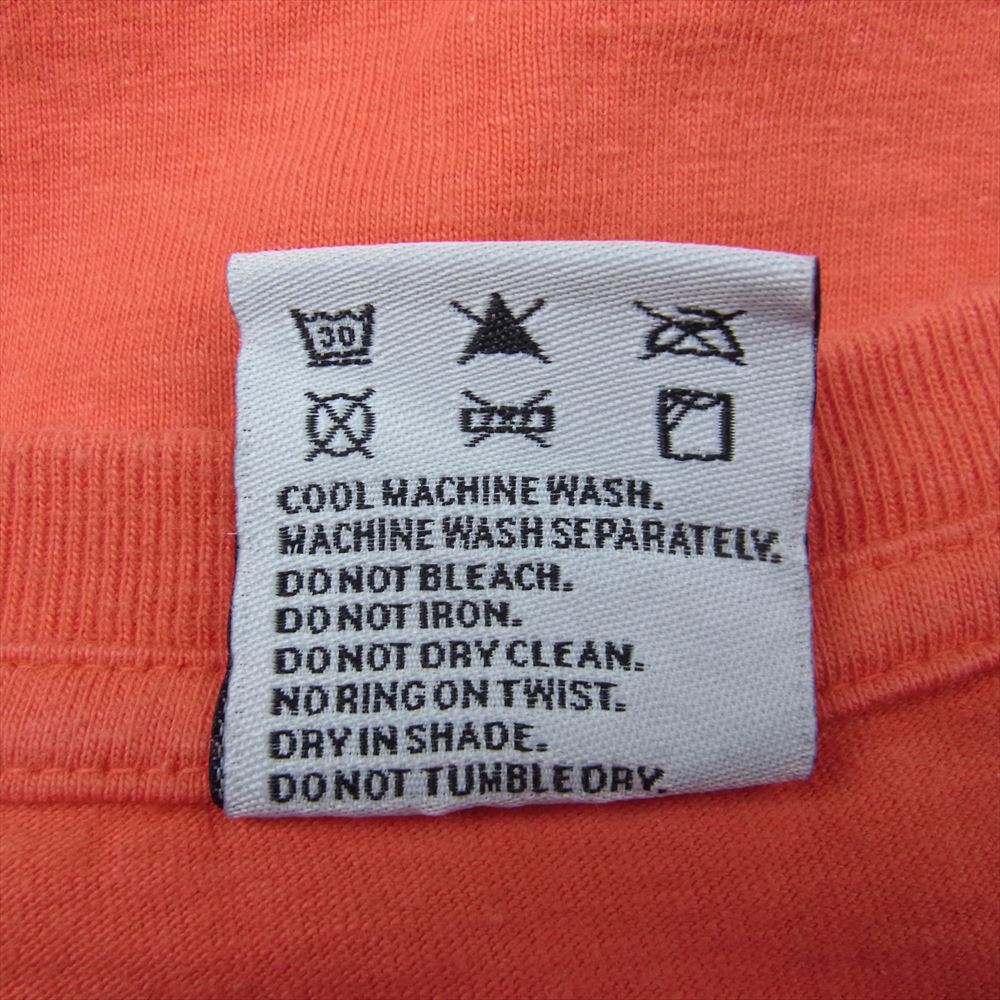 30
COOL MACHINE WASH.
MACHINE WASH SEPARATELY.
DO NOT BLEACH.
DO NOT IRON.
DO NOT DRY CLEAN.
NO RING ON TWIST.
DRY IN SHADE.
DO NOT TUMBLE DRY.